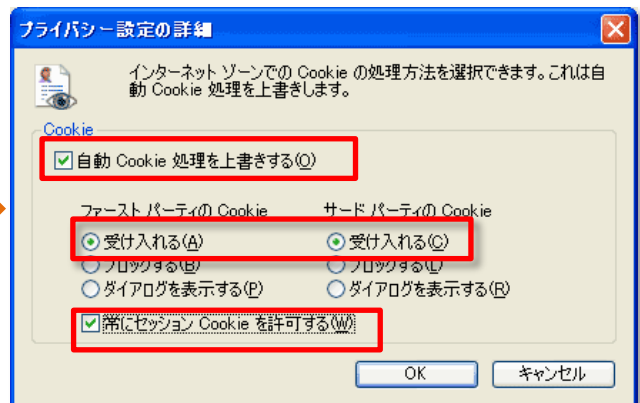 プライバシー設定の詳細
インターネット ゾーンでの Cookie の処理方法を選択できます。これは自
動 Cookie 処理を上書きします。
Cookie
自動 Cookie 処理を上書きする(O)
ファースト パーティの Cookie サード パーティの Cookie
受け入れる(A) 受け入れる(C)
ブロックする(B) ブロックする(L)
ダイアログを表示する(P) ダイアログを表示する(R)
常にセッション Cookie を許可する(W)
OK キャンセル